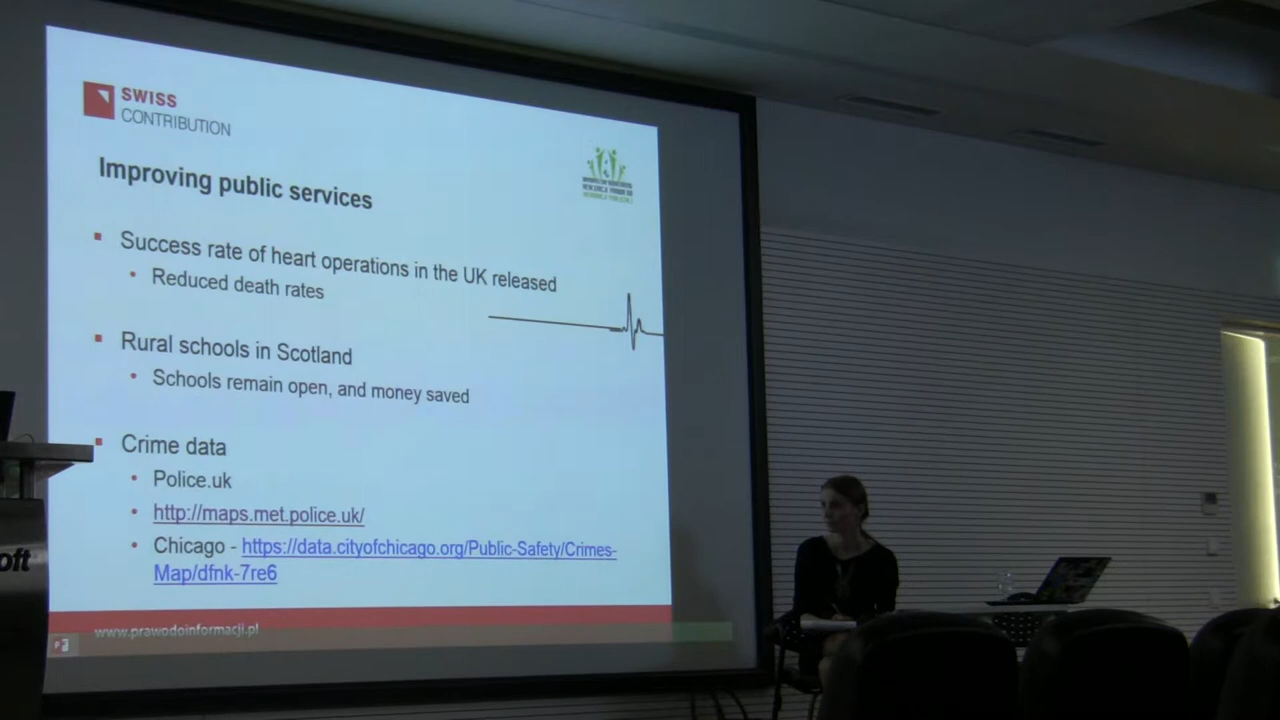 SWISS
CONTRIBUTION
Improving public services
Success rate of heart operations in the UK released
Reduced death rates
Rural schools in Scotland
Schools remain open, and money saved
Crime data
Police.uk
http://maps.met.police.uk/
Chicago - https://data.cityofchicago.org/Public-Safety/Crimes-
Map/dfnk-7re6
www.prawodoinformacji.pl
oft